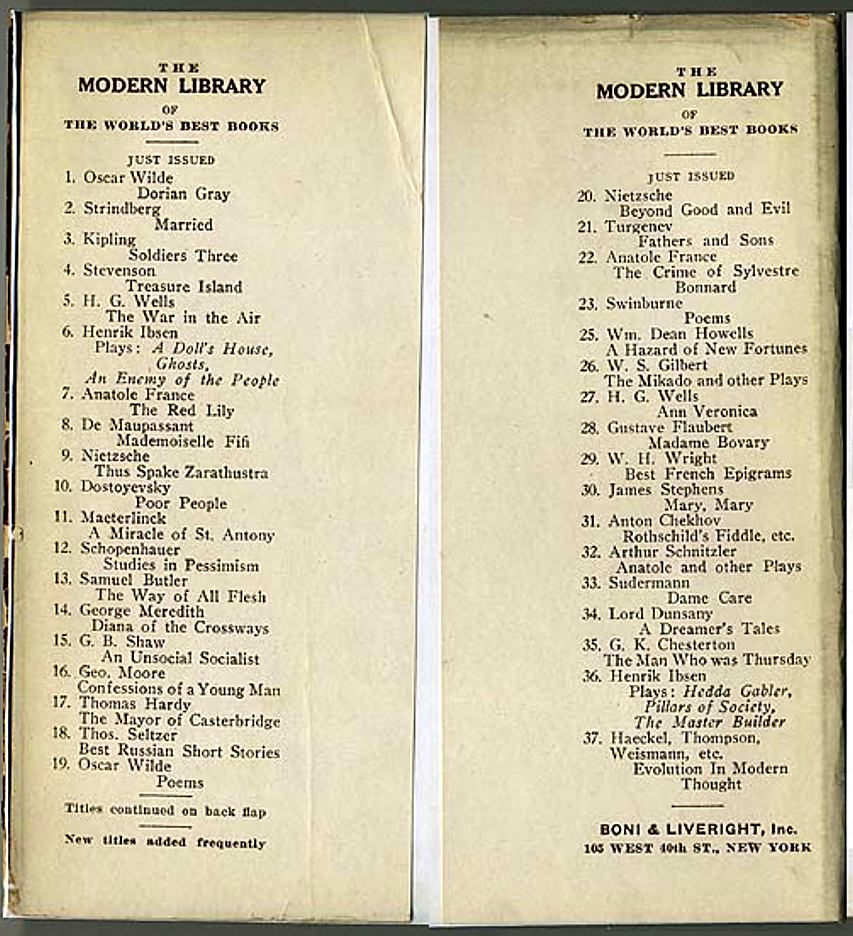 THE
MODERN LIBRARY
OF
THE WORLD'S BEST BOOKS
JUST ISSUED
1. Oscar Wilde
Dorian Gray
2. Strindberg
Married
3. Kipling
Soldiers Three
4. Stevenson
Treasure Island
5. H. G. Wells
The War in the Air
6. Henrik Ibsen
Plays: A Doll's House,
Ghosts,
An Enemy of the People
7. Anatole France
The Red Lily
8. De Maupassant
Mademoiselle Fifi
9. Nietzsche
Thus Spake Zarathustra
10. Dostoyevsky
Poor People
11. Maeterlinck
A Miracle of St. Antony
12. Schopenhauer
Studies in Pessimism
13. Samuel Butler
The Way of All Flesh
14. George Meredith
Diana of the Crossways
15. G. B. Shaw
An Unsocial Socialist
16. Geo. Moore
Confessions of a Young Man
17. Thomas Hardy
The Mayor of Casterbridge
18. Thos. Seltzer
Best Russian Short Stories
19. Oscar Wilde
Poems
Titles continued on back flap
New titles added frequently
THE
MODERN LIBRARY
OF
THE WORLD'S BEST BOOKS
JUST ISSUED
20. Nietzsche
Beyond Good and Evil
21. Turgenev
Fathers and Sons
22. Anatole France
The Crime of Sylvestre
Bonnard
23. Swinburne
Poems
25. Wm. Dean Howells
A Hazard of New Fortunes
26. W. S. Gilbert
The Mikado and other Plays
27. H. G. Wells
Ann Veronica
28. Gustave Flaubert
Madame Bovary
29. W. H. Wright
Best French Epigrams
30. James Stephens
Mary, Mary
31. Anton Chekhov
Rothschild's Fiddle, etc.
32. Arthur Schnitzler
Anatole and other Plays
33. Sudermann
Dame Care
34. Lord Dunsany
A Dreamer's Tales
35. G. K. Chesterton
The Man Who was Thursday
36. Henrik Ibsen
Plays: Hedda Gabler,
Pillars of Society,
The Master Builder
37. Haeckel, Thompson,
Weismann, etc.
Evolution In Modern
Thought
BONI & LIVERIGHT, Inc.
105 WEST 40th ST., NEW YORK